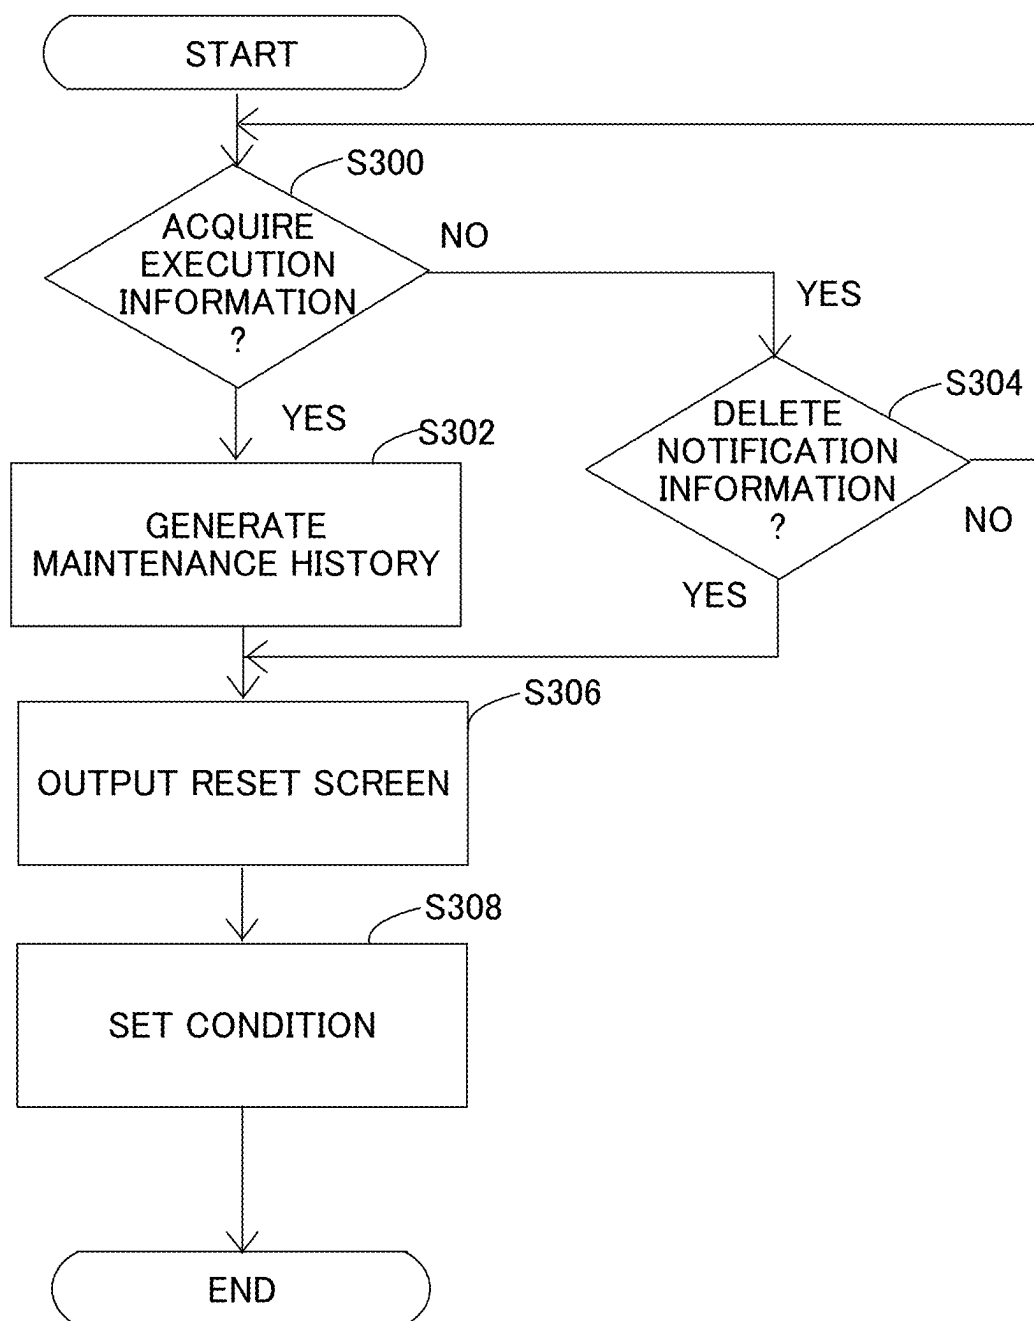 START
S300
ACQUIRE
EXECUTION
INFORMATION
?
NO
YES
YES
S304
DELETE
NOTIFICATION
INFORMATION
?
NO
YES
S302
GENERATE
MAINTENANCE HISTORY
S306
OUTPUT RESET SCREEN
S308
SET CONDITION
END